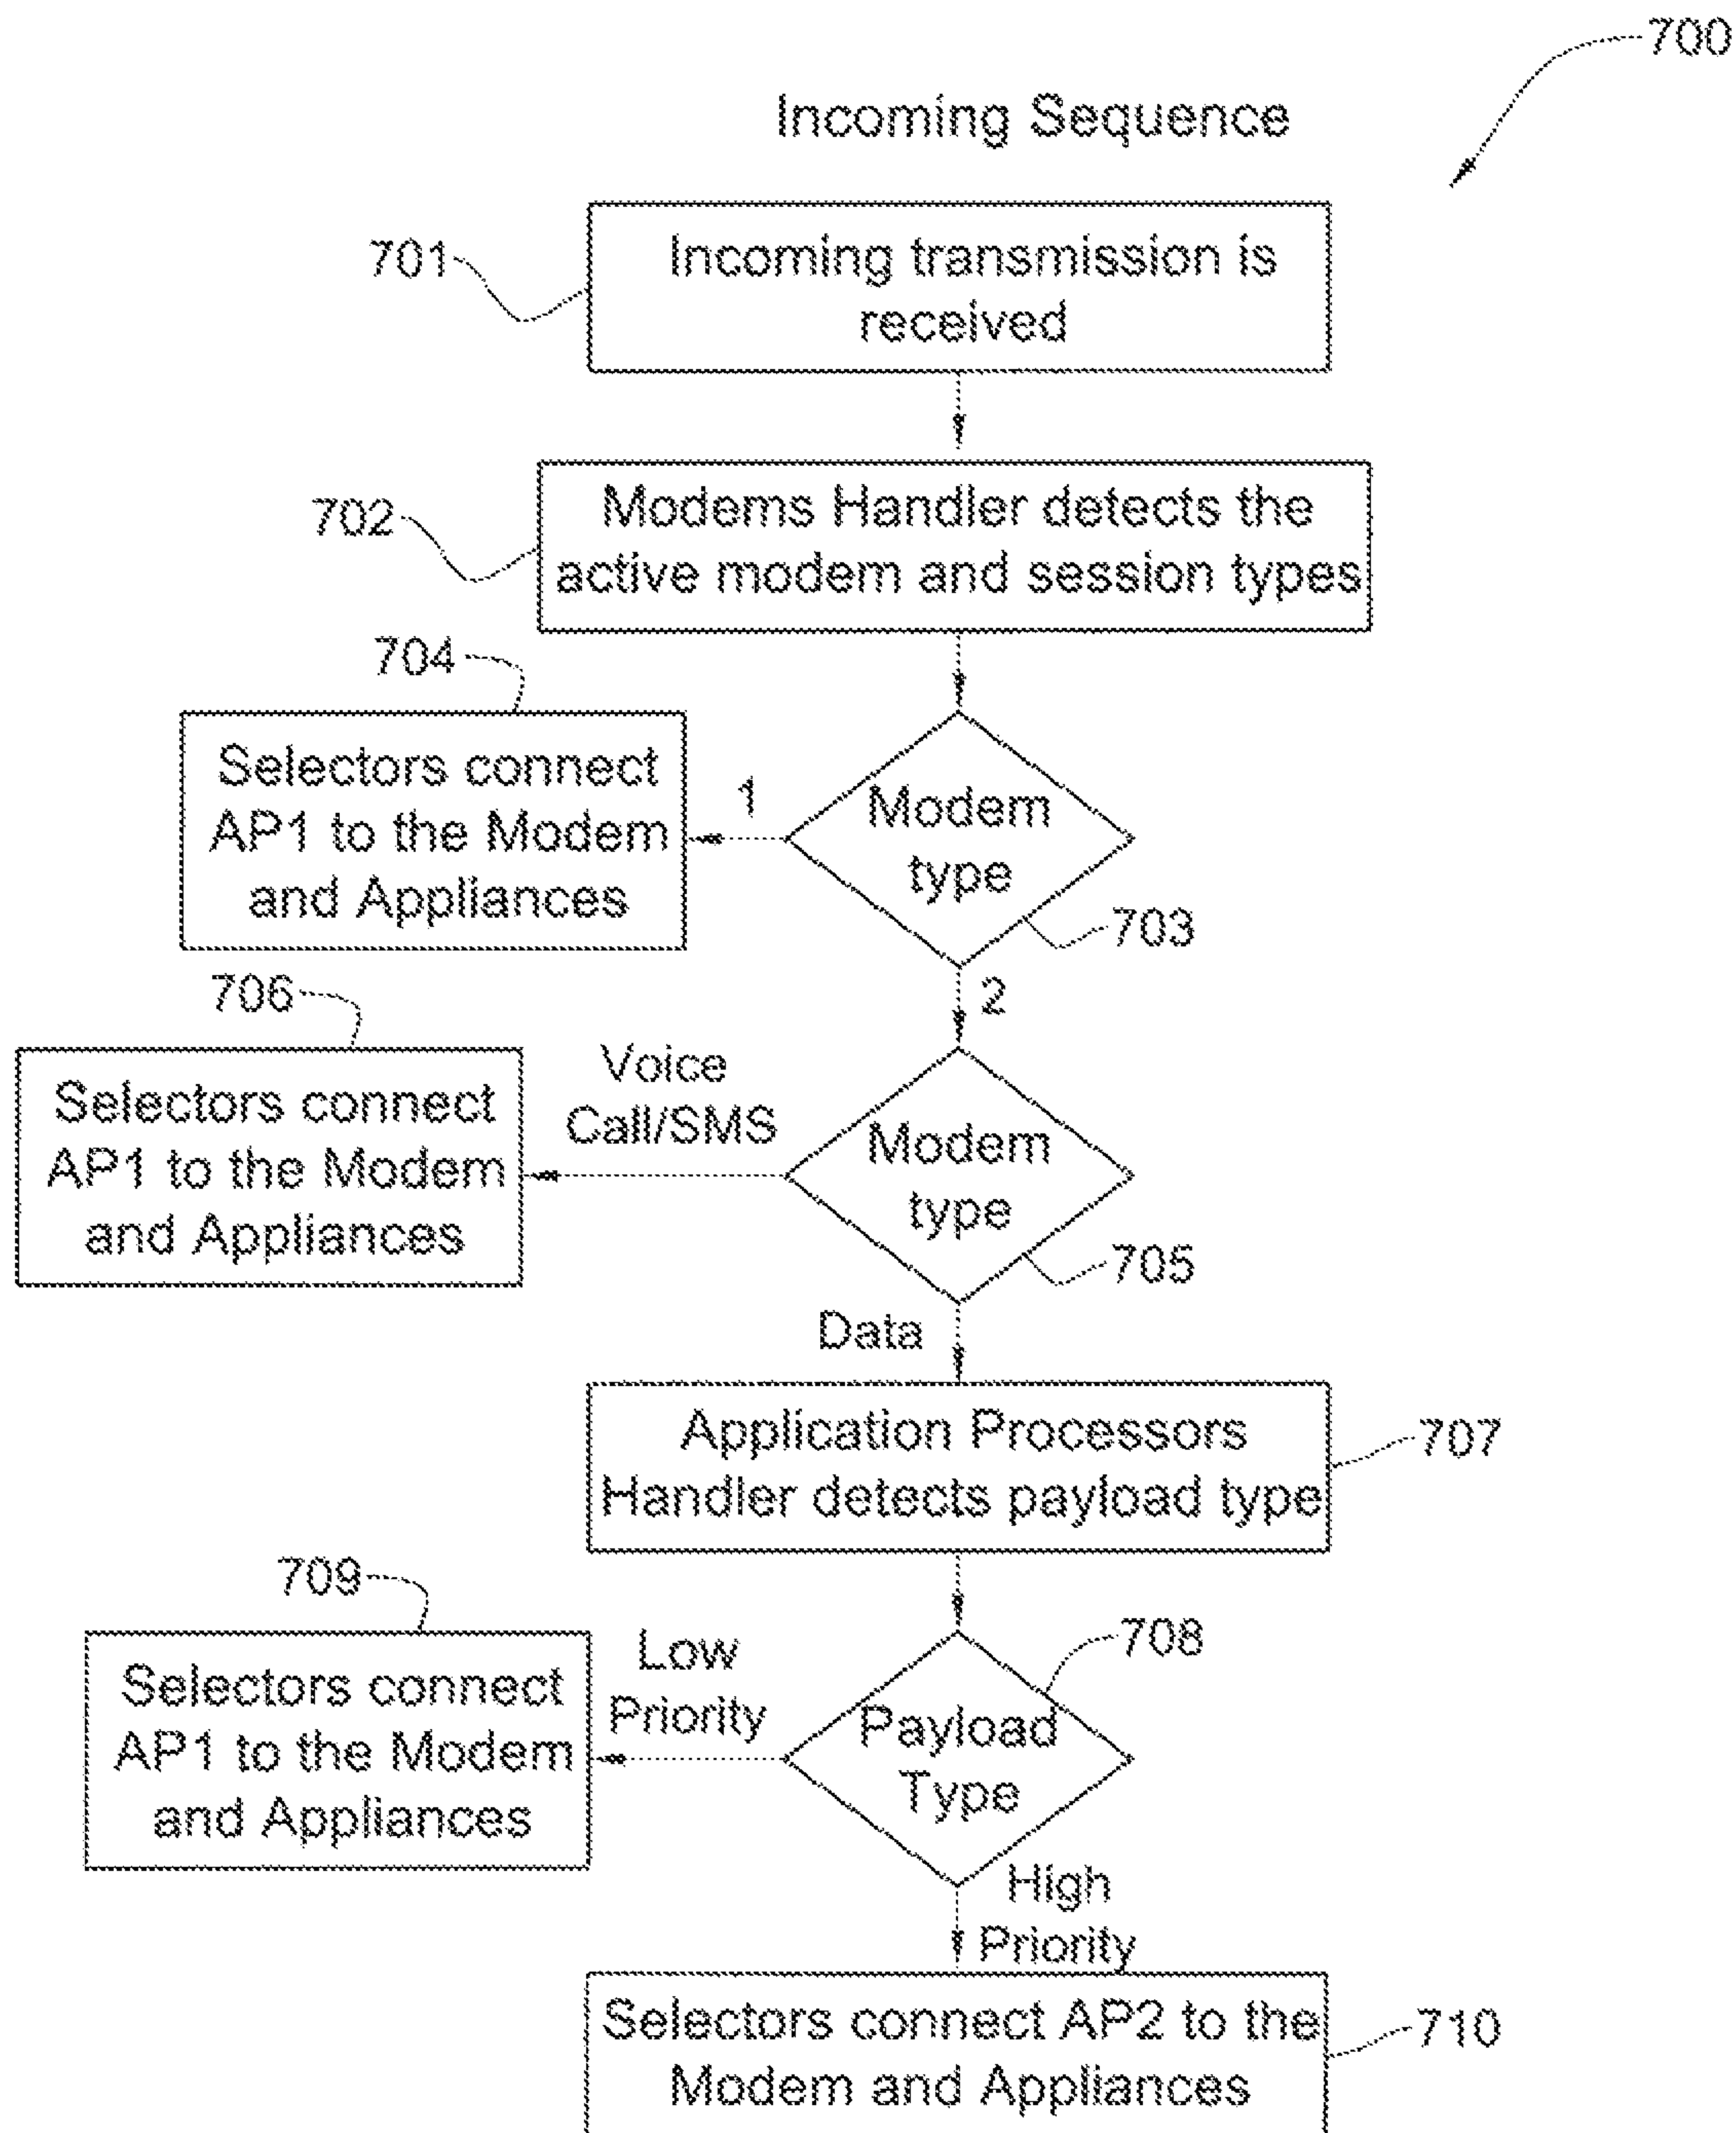 700
Incoming Sequence
701
Incoming transmission is
received
702
Modems Handler detects the
active modem and session types
704
Selectors connect
AP1 to the Modem
and Appliances
1
Modem
type
703
2
706
Selectors connect
AP1 to the Modem
and Appliances
Voice
Call/SMS
Modem
type
705
Data
Application Processors
Handler detects payload type
707
709
Selectors connect
AP1 to the Modem
and Appliances
Low
Priority
708
Payload
Type
High
Priority
Selectors connect AP2 to the
Modem and Appliances
710